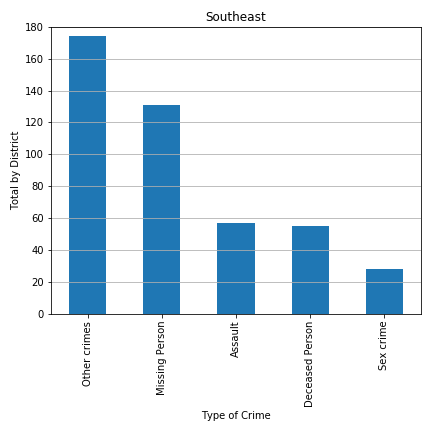 Southeast
180
160
140
120
100
80
60
40
20
0
Total by District
Other crimes
Missing Person
Assault
Deceased Person
Sex crime
Type of Crime